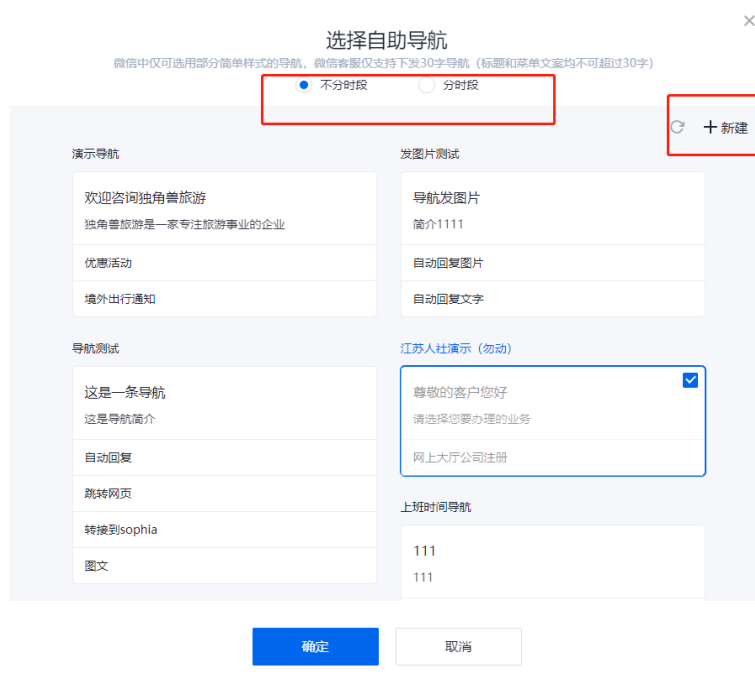 选择自助导航
微信中仅可选用部分简单样式的导航，微信客服仅支持下发30字导航（标题和菜单文案均不可超过30字）
不分时段 分时段
新建
演示导航
欢迎咨询独角兽旅游
独角兽旅游是一家专注旅游事业的企业
优惠活动
境外出行通知
发图片测试
导航发图片
简介1111
自动回复图片
自动回复文字
导航测试
这是一条导航
这是导航简介
自动回复
跳转网页
转接到sophia
图文
江苏人社演示（勿动）
尊敬的客户您好
请选择您要办理的业务
网上大厅公司注册
上班时间导航
111
111
确定 取消